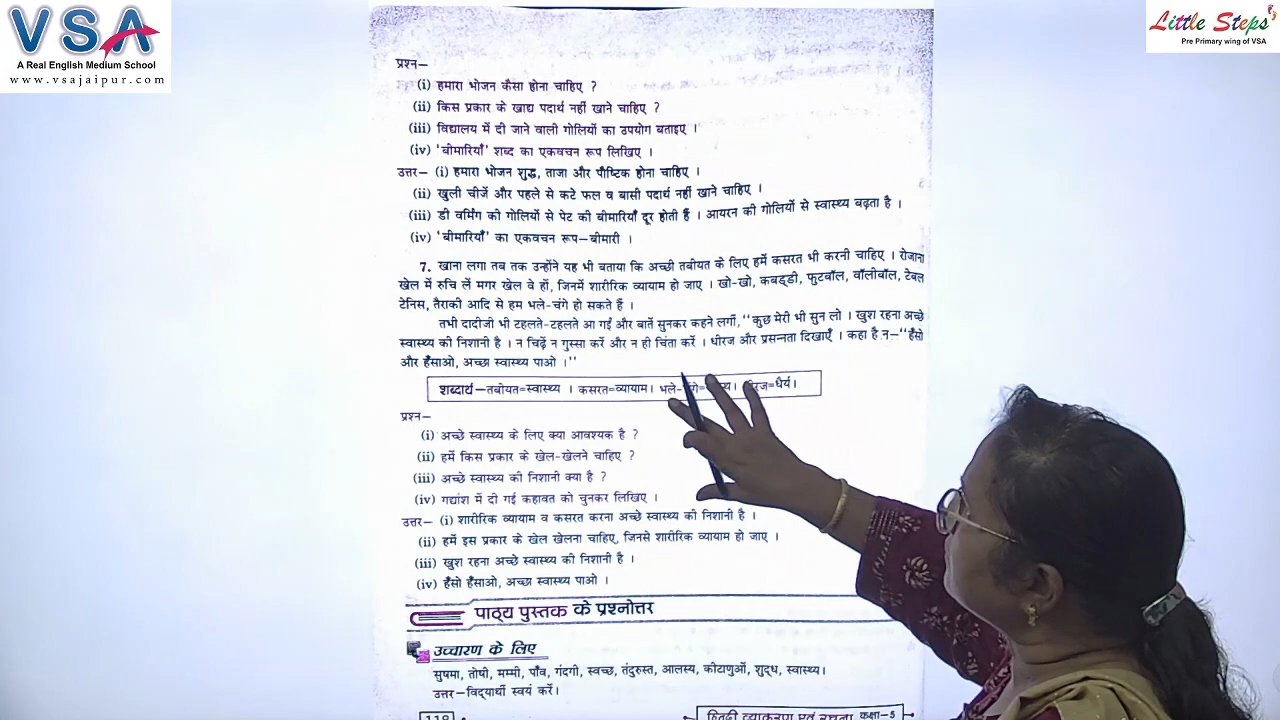 VSA
A Real English Medium School
www.vsajaipur.com
Little Steps
Pre Primary wing of VSA
प्रश्न–
(i) हमारा भोजन कैसा होना चाहिए ?
(ii) किस प्रकार के खाद्य पदार्थ नहीं खाने चाहिए ?
(iii) विद्यालय में दी जाने वाली गोलियों का उपयोग बताइए ।
(iv) 'बीमारियाँ' शब्द का एकवचन रूप लिखिए ।
उत्तर– (i) हमारा भोजन शुद्ध, ताजा और पौष्टिक होना चाहिए ।
(ii) खुली चीजें और पहले से कटे फल व बासी पदार्थ नहीं खाने चाहिए ।
(iii) डी वर्मिंग की गोलियों से पेट की बीमारियाँ दूर होती हैं । आयरन की गोलियों से स्वास्थ्य बढ़ता है ।
(iv) 'बीमारियाँ' का एकवचन रूप–बीमारी ।
7. खाना लगा तब तक उन्होंने यह भी बताया कि अच्छी तबीयत के लिए हमें कसरत भी करनी चाहिए । रोजाना
खेल में रुचि लें मगर खेल वे हों, जिनमें शारीरिक व्यायाम हो जाए । खो-खो, कबड्डी, फुटबॉल, वॉलीबॉल, टेबल
टेनिस, तैराकी आदि से हम भले-चंगे हो सकते हैं ।
तभी दादीजी भी टहलते-टहलते आ गईं और बातें सुनकर कहने लगीं, "कुछ मेरी भी सुन लो । खुश रहना अच्छे
स्वास्थ्य की निशानी है । न चिढ़ें न गुस्सा करें और न ही चिंता करें । धीरज और प्रसन्नता दिखाएँ । कहा है न–"हँसो
और हँसाओ, अच्छा स्वास्थ्य पाओ ।"
शब्दार्थ–तबीयत=स्वास्थ्य । कसरत=व्यायाम। =धैर्य।
प्रश्न–
(i) अच्छे स्वास्थ्य के लिए क्या आवश्यक है ?
(ii) हमें किस प्रकार के खेल-खेलने चाहिए ?
(iii) अच्छे स्वास्थ्य की निशानी क्या है ?
(iv) गद्यांश में दी गई कहावत को चुनकर लिखिए ।
उत्तर– (i) शारीरिक व्यायाम व कसरत करना अच्छे स्वास्थ्य की निशानी है ।
(ii) हमें इस प्रकार के खेल खेलना चाहिए, जिनसे शारीरिक व्यायाम हो जाए ।
(iii) खुश रहना अच्छे स्वास्थ्य की निशानी है ।
(iv) हँसो हँसाओ, अच्छा स्वास्थ्य पाओ ।
पाठ्य पुस्तक के प्रश्नोत्तर
उच्चारण के लिए
सुषमा, तोषी, मम्मी, पाँव, गंदगी, स्वच्छ, तंदुरुस्त, आलस्य, कीटाणुओं, शुद्ध, स्वास्थ्य।
उत्तर–विद्यार्थी स्वयं करें।
118
हिन्दी व्याकरण एवं रचना कक्षा–5